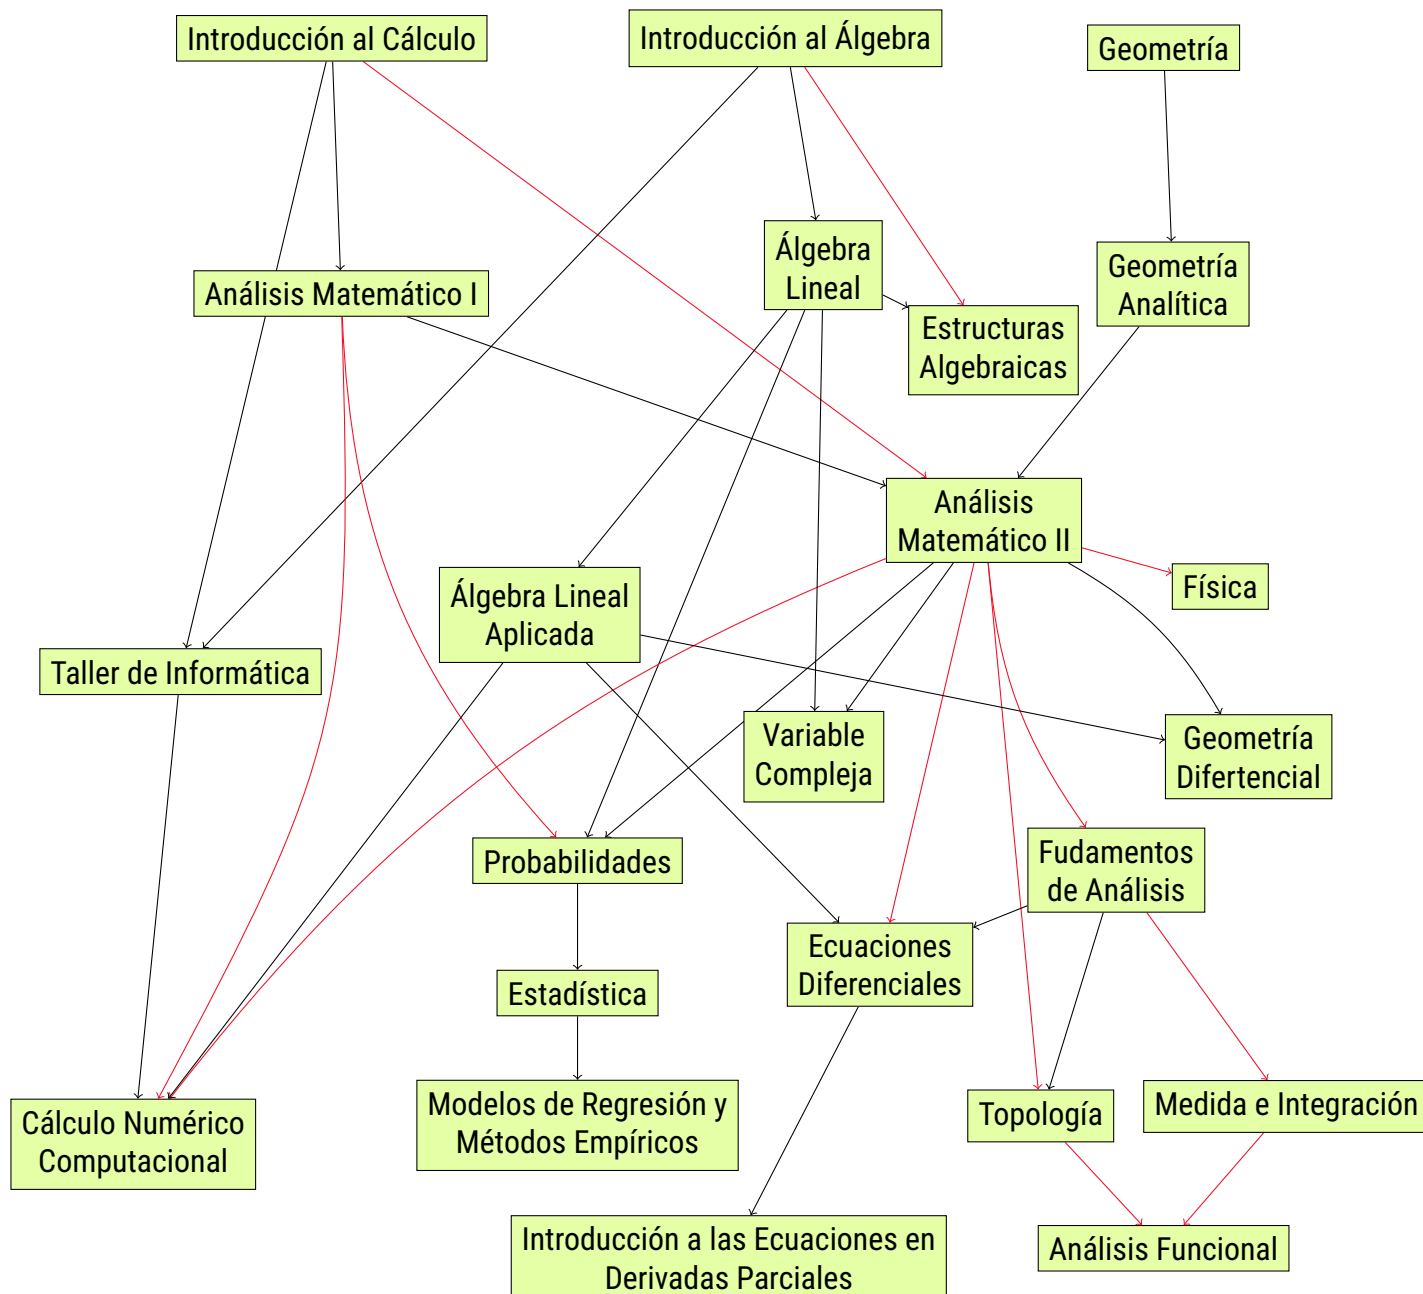 Introducción al Cálculo
Introducción al Álgebra
Geometría
Álgebra
Lineal
Geometría
Analítica
Análisis Matemático I
Estructuras
Algebraicas
Análisis
Matemático II
Física
Álgebra Lineal
Aplicada
Taller de Informática
Variable
Compleja
Geometría
Difertencial
Probabilidades
Fudamentos
de Análisis
Ecuaciones
Diferenciales
Estadística
Modelos de Regresión y
Métodos Empíricos
Topología
Medida e Integración
Cálculo Numérico
Computacional
Introducción a las Ecuaciones en
Derivadas Parciales
Análisis Funcional